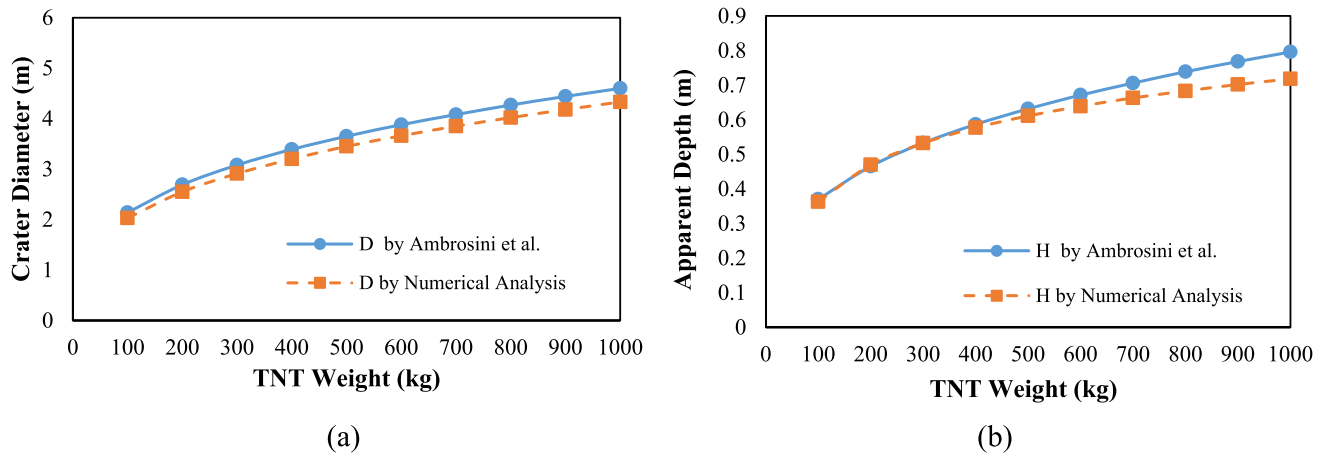 6
5
4
3
2
1
0
Crater Diameter (m)
0 100 200 300 400 500 600 700 800 900 1000
TNT Weight (kg)
D by Ambrosini et al.
D by Numerical Analysis
(a)
0.9
0.8
0.7
0.6
0.5
0.4
0.3
0.2
0.1
0
Apparent Depth (m)
0 100 200 300 400 500 600 700 800 900 1000
TNT Weight (kg)
H by Ambrosini et al.
H by Numerical Analysis
(b)